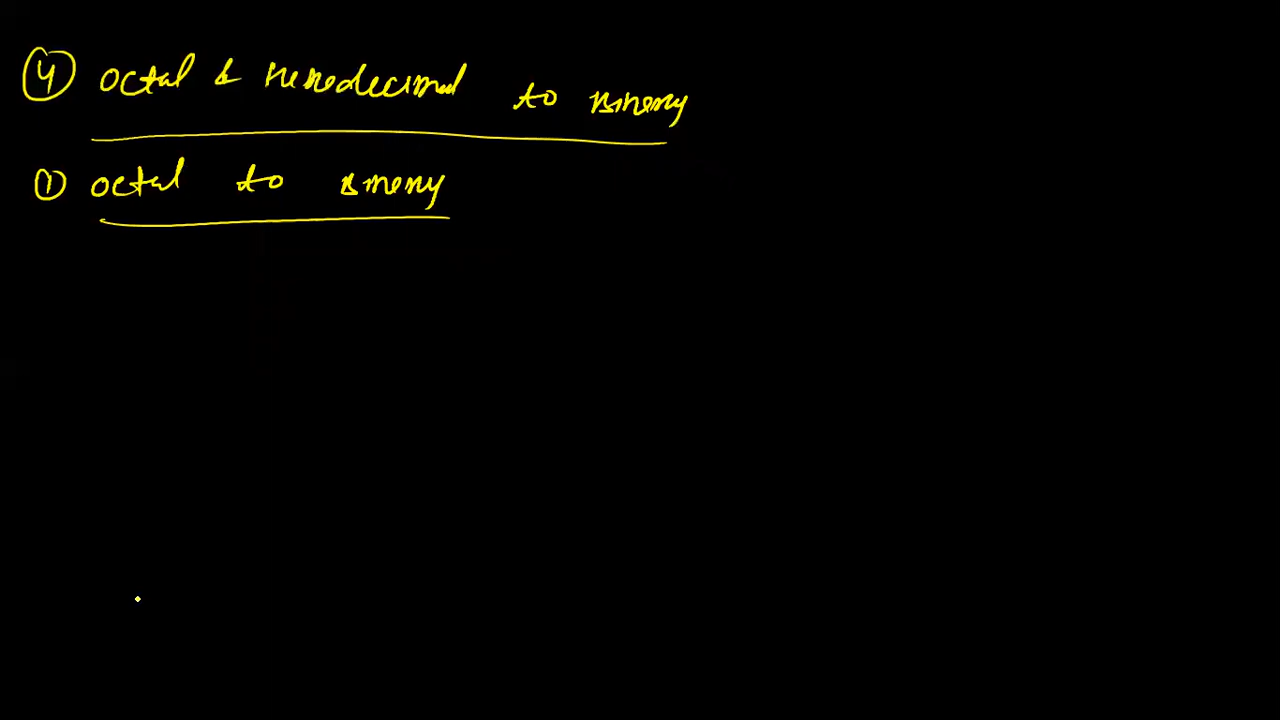 ④ octal & Hexadecimal to Binary
① octal to Binary